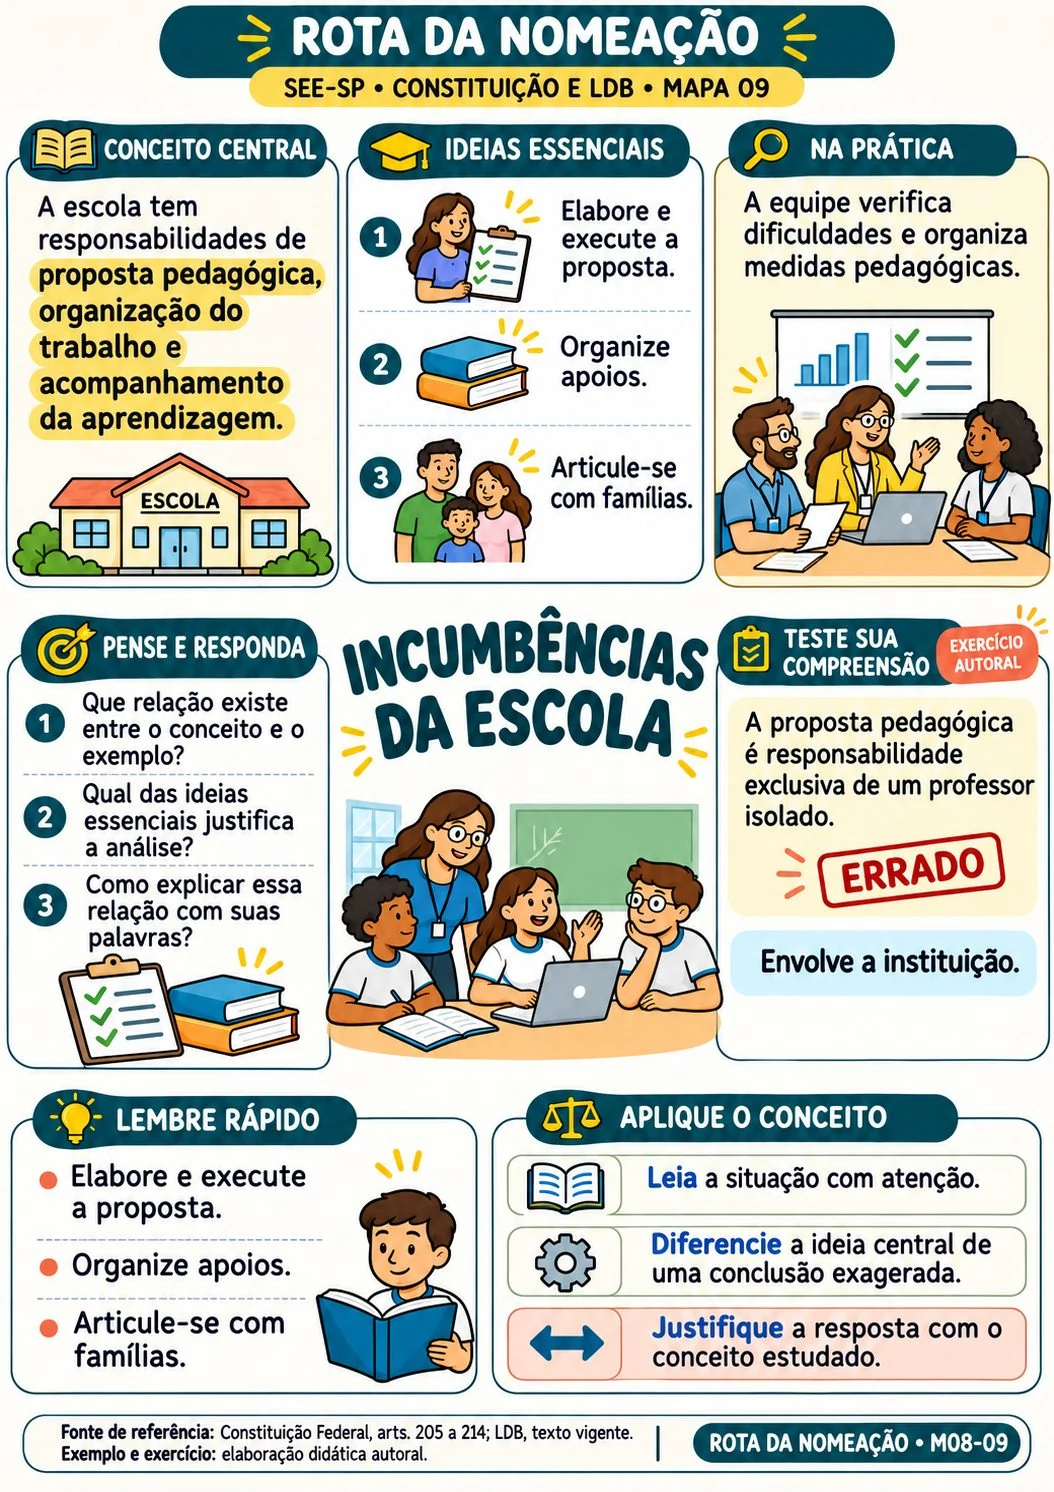 ROTA DA NOMEAÇÃO
SEE-SP • CONSTITUIÇÃO E LDB • MAPA 09
CONCEITO CENTRAL
A escola tem
responsabilidades de
proposta pedagógica,
organização do
trabalho e
acompanhamento
da aprendizagem.
ESCOLA
IDEIAS ESSENCIAIS
1
Elabore e
execute a
proposta.
2
Organize
apoios.
3
Articule-se
com famílias.
NA PRÁTICA
A equipe verifica
dificuldades e organiza
medidas pedagógicas.
PENSE E RESPONDA
1
Que relação existe
entre o conceito e o
exemplo?
2
Qual das ideias
essenciais justifica
a análise?
3
Como explicar essa
relação com suas
palavras?
INCUMBÊNCIAS
DA ESCOLA
TESTE SUA
COMPREENSÃO
EXERCÍCIO
AUTORAL
A proposta pedagógica
é responsabilidade
exclusiva de um professor
isolado.
ERRADO
Envolve a instituição.
LEMBRE RÁPIDO
Elabore e execute
a proposta.
Organize apoios.
Articule-se com
famílias.
APLIQUE O CONCEITO
Leia a situação com atenção.
Diferencie a ideia central de
uma conclusão exagerada.
Justifique a resposta com o
conceito estudado.
Fonte de referência: Constituição Federal, arts. 205 a 214; LDB, texto vigente.
Exemplo e exercício: elaboração didática autoral.
ROTA DA NOMEAÇÃO • M08-09